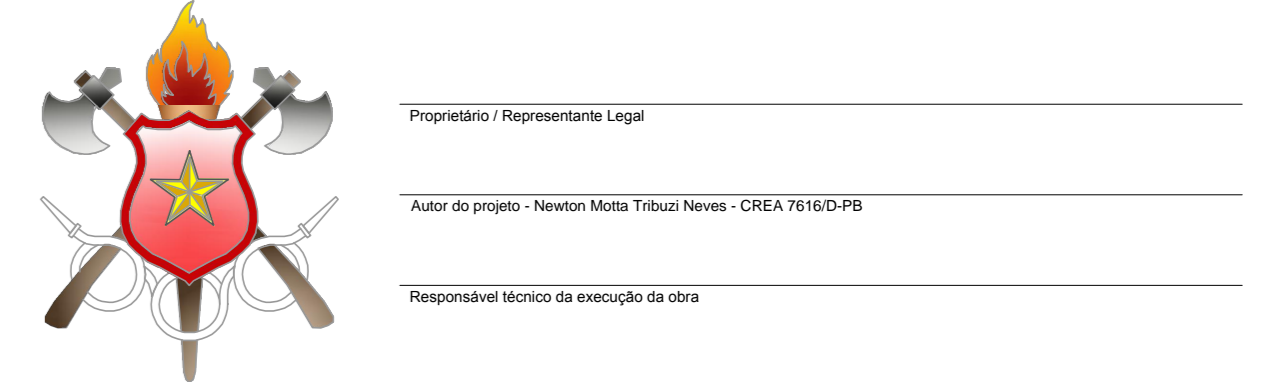 Proprietário / Representante Legal
Autor do projeto - Newton Motta Tribuzi Neves - CREA 7616/D-PB
Responsável técnico da execução da obra